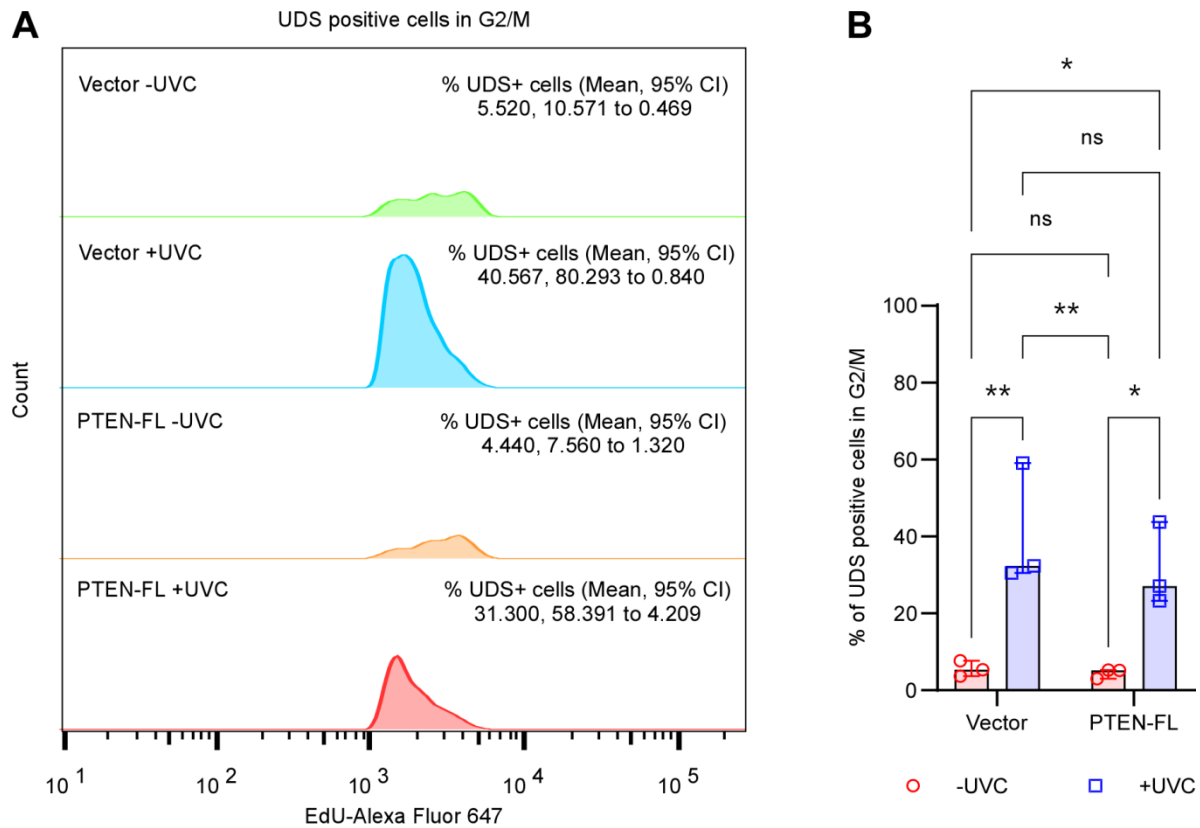 A
UDS positive cells in G2/M
Vector -UVC
% UDS+ cells (Mean, 95% CI)
5.520, 10.571 to 0.469
Vector +UVC
% UDS+ cells (Mean, 95% CI)
40.567, 80.293 to 0.840
PTEN-FL -UVC
% UDS+ cells (Mean, 95% CI)
4.440, 7.560 to 1.320
PTEN-FL +UVC
% UDS+ cells (Mean, 95% CI)
31.300, 58.391 to 4.209
Count
10 1 10 2 10 3 10 4 10 5
EdU-Alexa Fluor 647
B
*
ns
ns
**
** *
% of UDS positive cells in G2/M
100
80
60
40
20
0
Vector PTEN-FL
-UVC +UVC